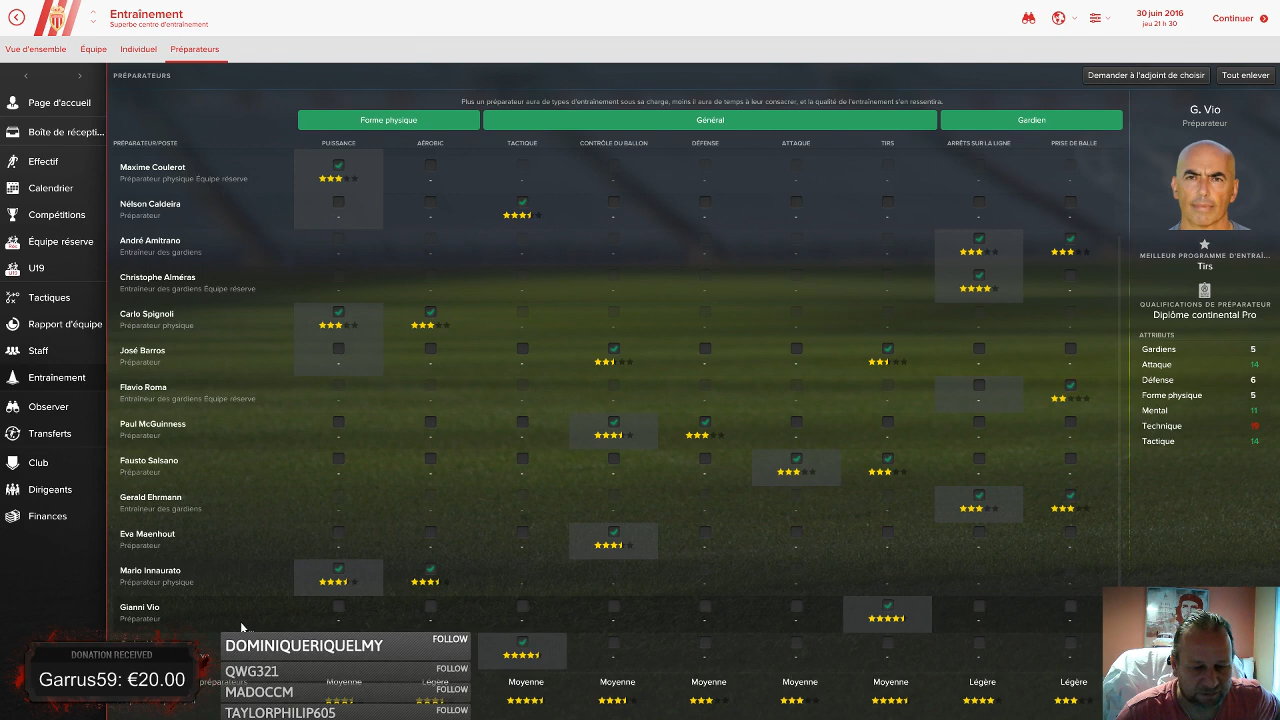 Entraînement
Superbe centre d'entraînement
30 juin 2016
jeu 21 h 30
Continuer
Vue d'ensemble Équipe Individuel Préparateurs
PRÉPARATEURS
Demander à l'adjoint de choisir Tout enlever
Plus un préparateur aura de types d'entraînement sous sa charge, moins il aura de temps à leur consacrer, et la qualité de l'entraînement s'en ressentira.
Forme physique Général Gardien
PRÉPARATEUR/POSTE PUISSANCE AÉROBIC TACTIQUE CONTRÔLE DU BALLON DÉFENSE ATTAQUE TIRS ARRÊTS SUR LA LIGNE PRISE DE BALLE
Page d'accueil
Boîte de récepti...
Effectif
Calendrier
Compétitions
Équipe réserve
U19
Tactiques
Rapport d'équipe
Staff
Entraînement
Observer
Transferts
Club
Dirigeants
Finances
Maxime Coulerot
Préparateur physique Equipe réserve
Nélson Caldeira
Préparateur
André Amitrano
Entraîneur des gardiens
Christophe Alméras
Entraîneur des gardiens Équipe réserve
Carlo Spignoli
Préparateur physique
José Barros
Préparateur
Flavio Roma
Entraîneur des gardiens Équipe réserve
Paul McGuinness
Préparateur
Fausto Salsano
Préparateur
Gerald Ehrmann
Entraîneur des gardiens
Eva Maenhout
Préparateur
Mario Innaurato
Préparateur physique
Gianni Vio
Préparateur
préparateurs Moyenne Légère Moyenne Moyenne Moyenne Moyenne Moyenne Légère Légère
G. Vio
Préparateur
MEILLEUR PROGRAMME D'ENTRAÎ...
Tirs
QUALIFICATIONS DE PRÉPARATEUR
Diplôme continental Pro
ATTRIBUTS
Gardiens 5
Attaque 14
Défense 6
Forme physique 5
Mental 11
Technique 19
Tactique 14
DONATION RECEIVED
Garrus59: €20.00
DOMINIQUERIQUELMY FOLLOW
QWG321 FOLLOW
MADOCCM FOLLOW
TAYLORPHILIP605 FOLLOW